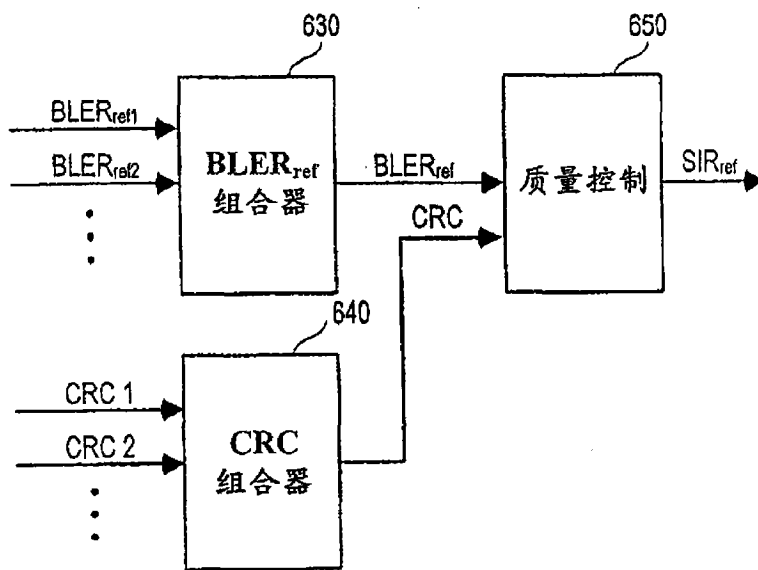 630
650
BLERref1
BLERref2
BLERref
组合器
BLERref
CRC
质量控制
SIRref
640
CRC 1
CRC 2
CRC
组合器